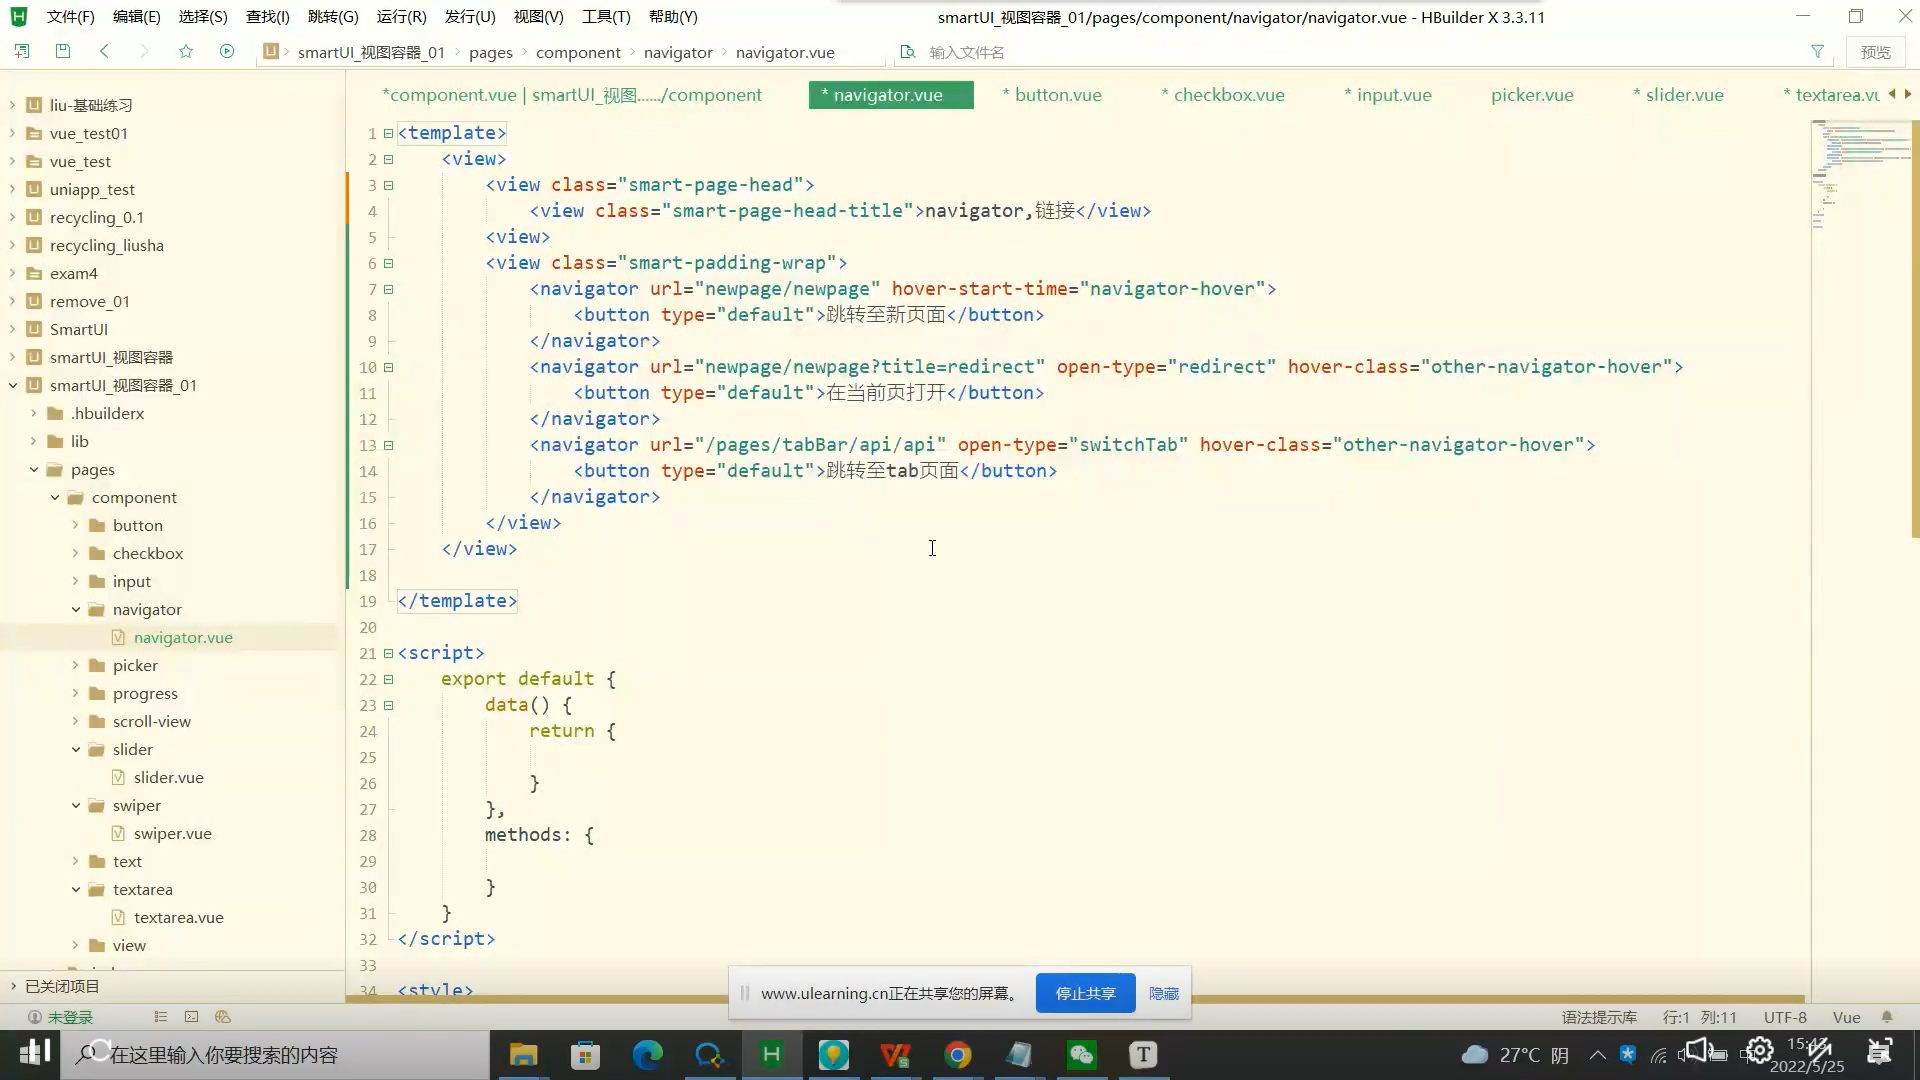 文件(F) 编辑(E) 选择(S) 查找(I) 跳转(G) 运行(R) 发行(U) 视图(V) 工具(T) 帮助(Y)
smartUI_视图容器_01/pages/component/navigator/navigator.vue - HBuilder X 3.3.11
smartUI_视图容器_01 pages component navigator navigator.vue
输入文件名
预览
*component.vue | smartUI_视图....../component
* navigator.vue
* button.vue
* checkbox.vue
* input.vue
picker.vue
* slider.vue
* textarea.vu
liu-基础练习
vue_test01
vue_test
uniapp_test
recycling_0.1
recycling_liusha
exam4
remove_01
SmartUI
smartUI_视图容器
smartUI_视图容器_01
.hbuilderx
lib
pages
component
button
checkbox
input
navigator
navigator.vue
picker
progress
scroll-view
slider
slider.vue
swiper
swiper.vue
text
textarea
textarea.vue
view
已关闭项目
1 <template>
2 <view>
3 <view class="smart-page-head">
4 <view class="smart-page-head-title">navigator,链接</view>
5 <view>
6 <view class="smart-padding-wrap">
7 <navigator url="newpage/newpage" hover-start-time="navigator-hover">
8 <button type="default">跳转至新页面</button>
9 </navigator>
10 <navigator url="newpage/newpage?title=redirect" open-type="redirect" hover-class="other-navigator-hover">
11 <button type="default">在当前页打开</button>
12 </navigator>
13 <navigator url="/pages/tabBar/api/api" open-type="switchTab" hover-class="other-navigator-hover">
14 <button type="default">跳转至tab页面</button>
15 </navigator>
16 </view>
17 </view>
18
19 </template>
20
21 <script>
22 export default {
23 data() {
24 return {
25
26 }
27 },
28 methods: {
29
30 }
31 }
32 </script>
33
34 <style>
www.ulearning.cn正在共享您的屏幕。 停止共享 隐藏
未登录
语法提示库 行:1 列:11 UTF-8 Vue
在这里输入你要搜索的内容
27°C 阴
2022/5/25